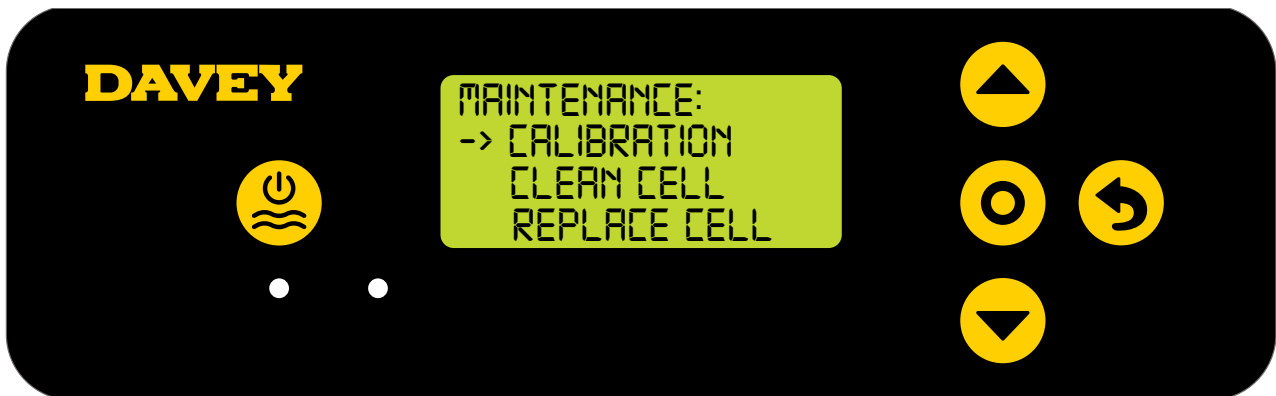 DAVEY
MAINTENANCE:
-> CALIBRATION
CLEAN CELL
REPLACE CELL